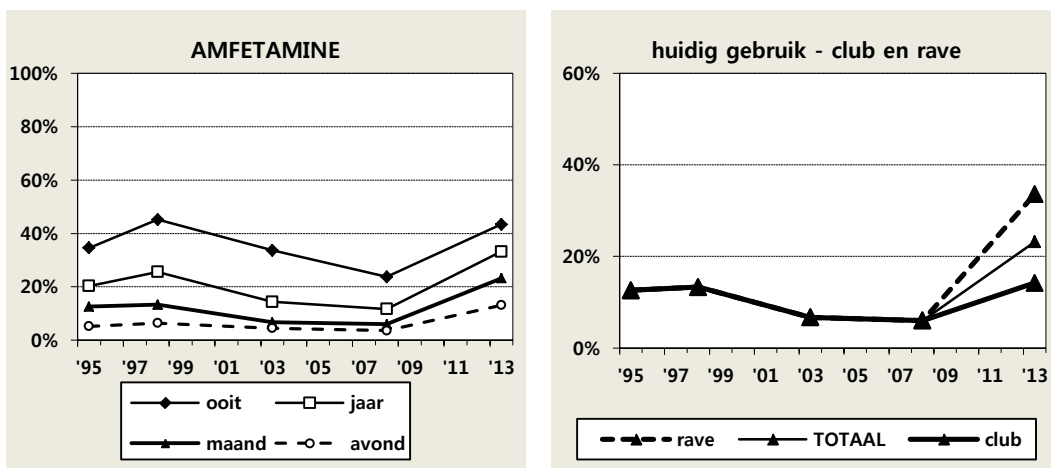 AMFETAMINE
100%
80%
60%
40%
20%
0%
'95 '97 '99 '01 '03 '05 '07 '09 '11 '13
ooit jaar
maand avond
huidig gebruik - club en rave
60%
40%
20%
0%
'95 '97 '99 '01 '03 '05 '07 '09 '11 '13
rave TOTAAL club